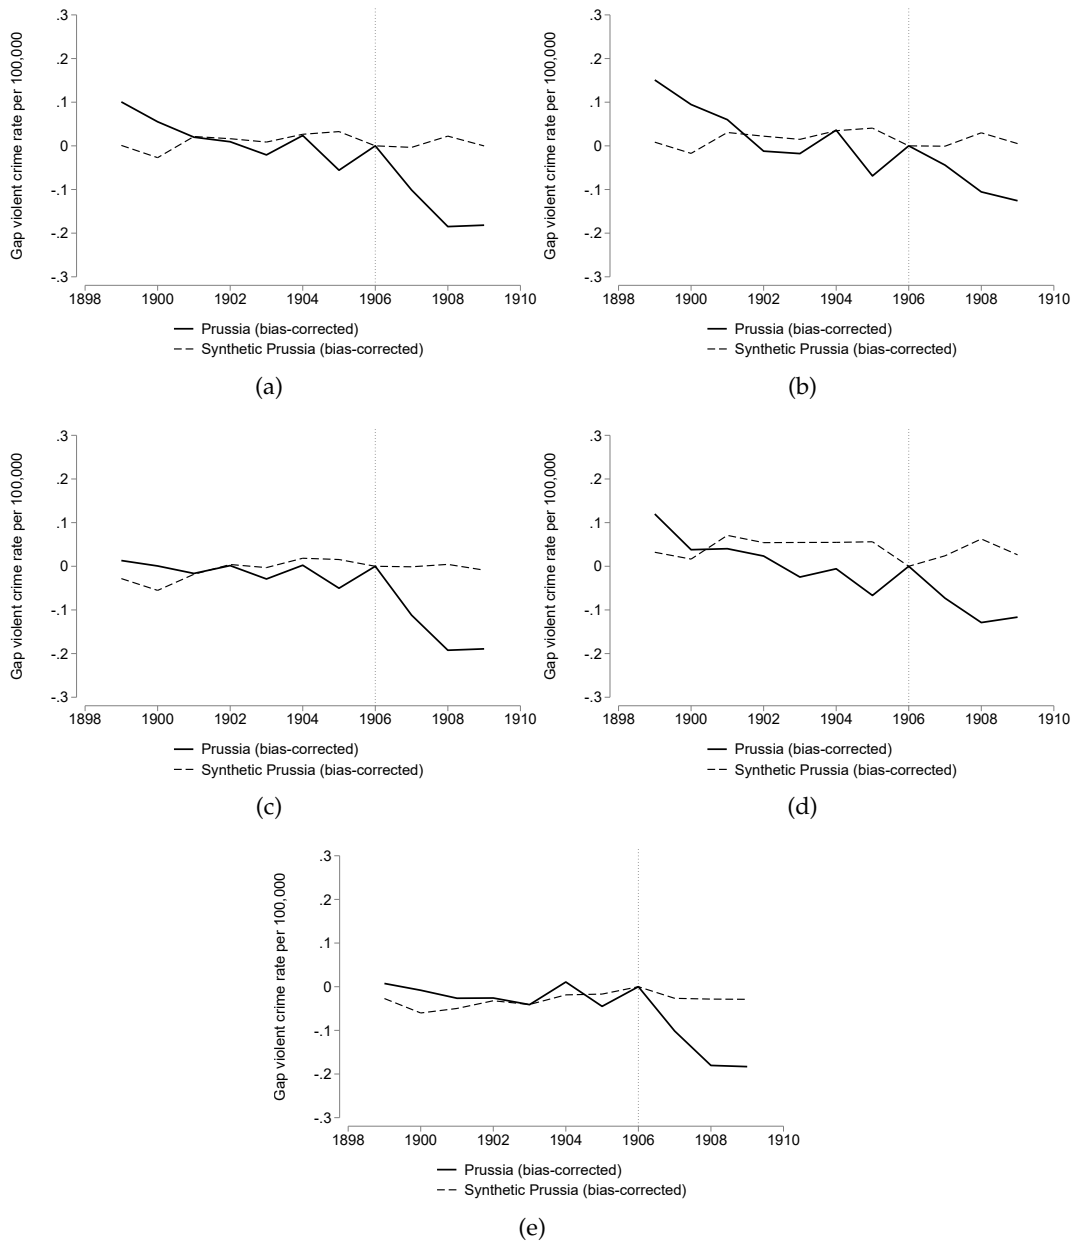 Gap violent crime rate per 100,000
.3
.2
.1
0
-.1
-.2
-.3
1898 1900 1902 1904 1906 1908 1910
Prussia (bias-corrected)
Synthetic Prussia (bias-corrected)
(a)
Gap violent crime rate per 100,000
.3
.2
.1
0
-.1
-.2
-.3
1898 1900 1902 1904 1906 1908 1910
Prussia (bias-corrected)
Synthetic Prussia (bias-corrected)
(b)
Gap violent crime rate per 100,000
.3
.2
.1
0
-.1
-.2
-.3
1898 1900 1902 1904 1906 1908 1910
Prussia (bias-corrected)
Synthetic Prussia (bias-corrected)
(c)
Gap violent crime rate per 100,000
.3
.2
.1
0
-.1
-.2
-.3
1898 1900 1902 1904 1906 1908 1910
Prussia (bias-corrected)
Synthetic Prussia (bias-corrected)
(d)
Gap violent crime rate per 100,000
.3
.2
.1
0
-.1
-.2
-.3
1898 1900 1902 1904 1906 1908 1910
Prussia (bias-corrected)
Synthetic Prussia (bias-corrected)
(e)